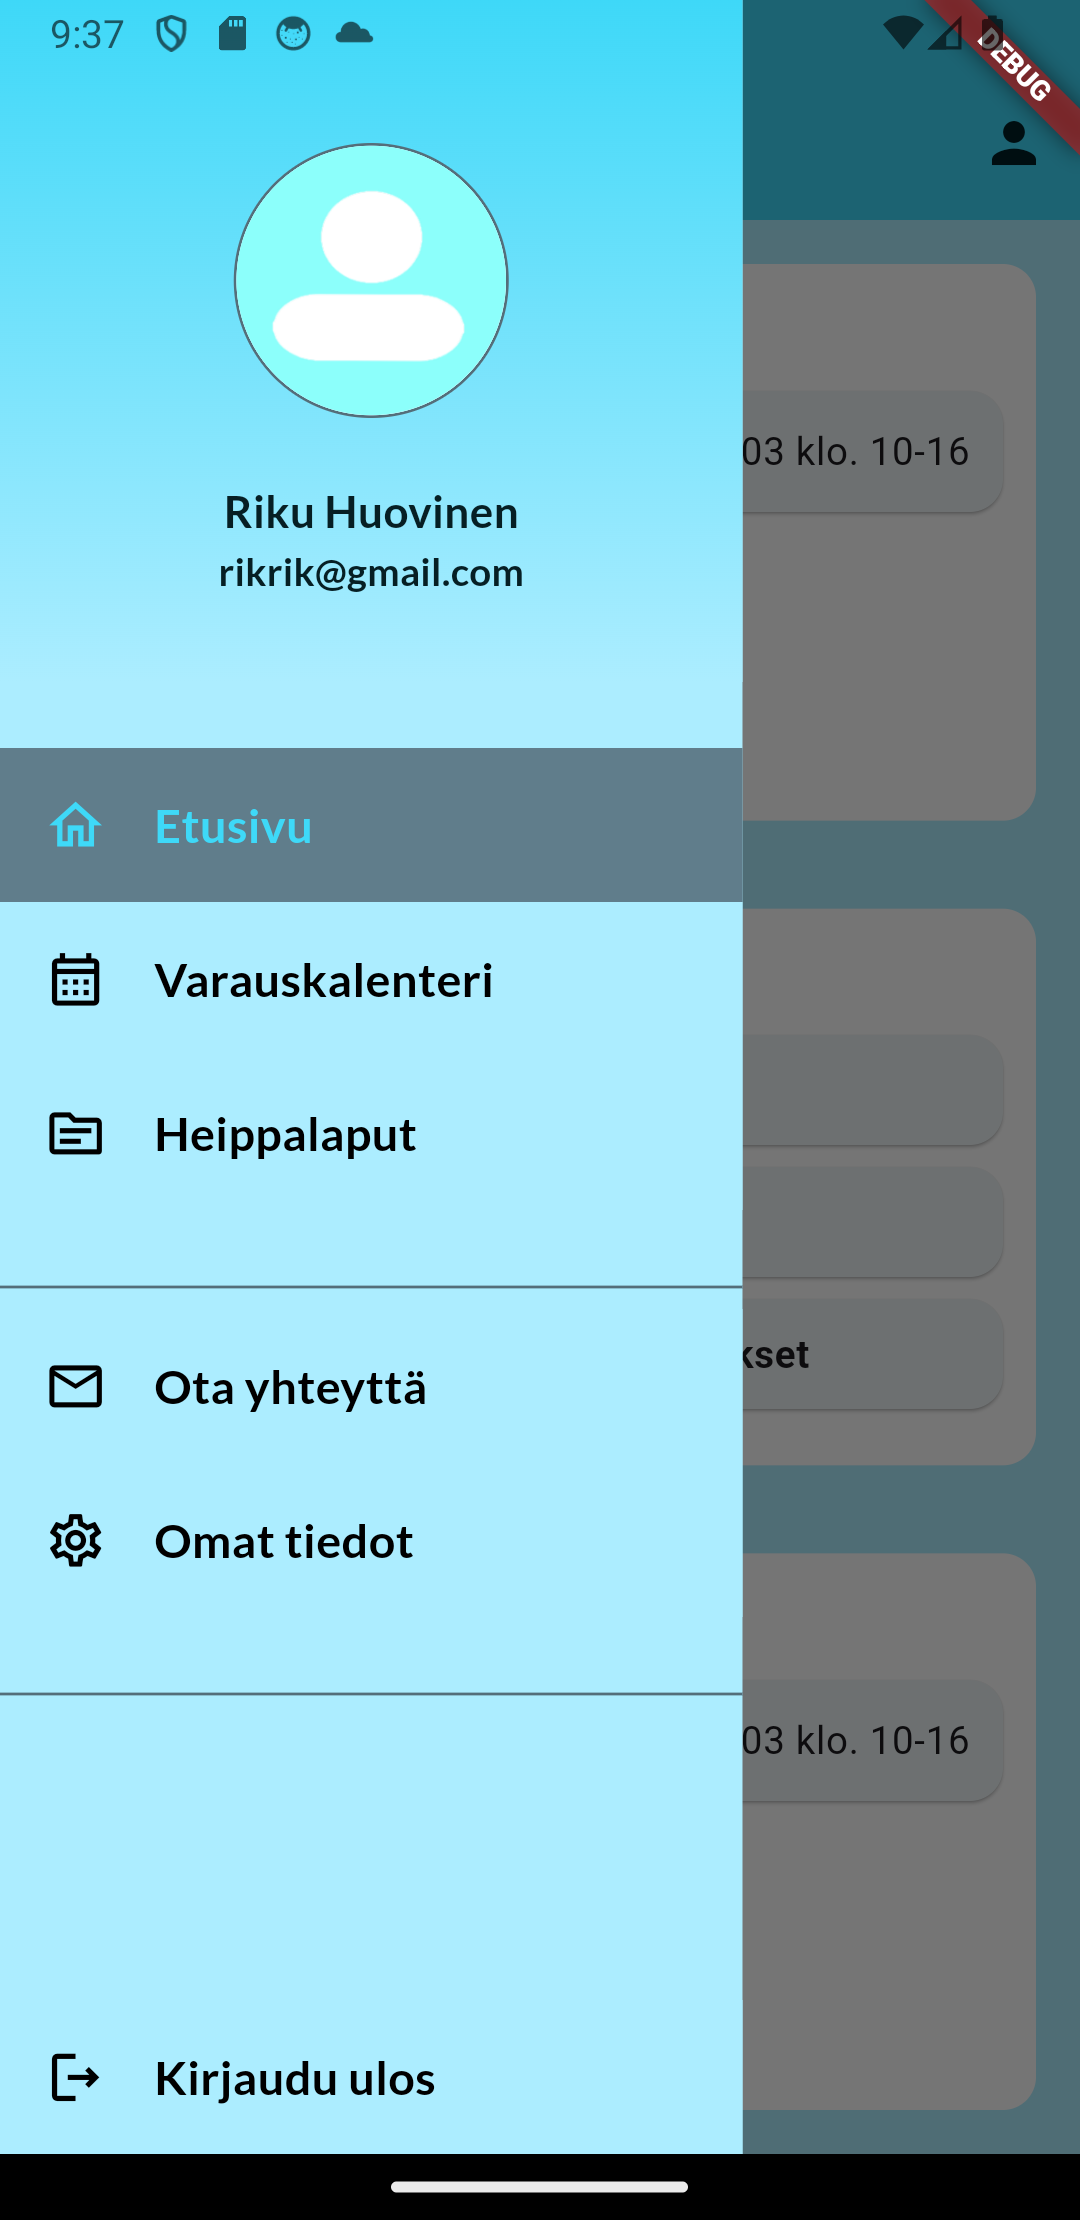 9:37
DEBUG
Riku Huovinen
rikrik@gmail.com
Etusivu
Varauskalenteri
Heippalaput
Ota yhteyttä
Omat tiedot
Kirjaudu ulos
03 klo. 10-16
kset
03 klo. 10-16